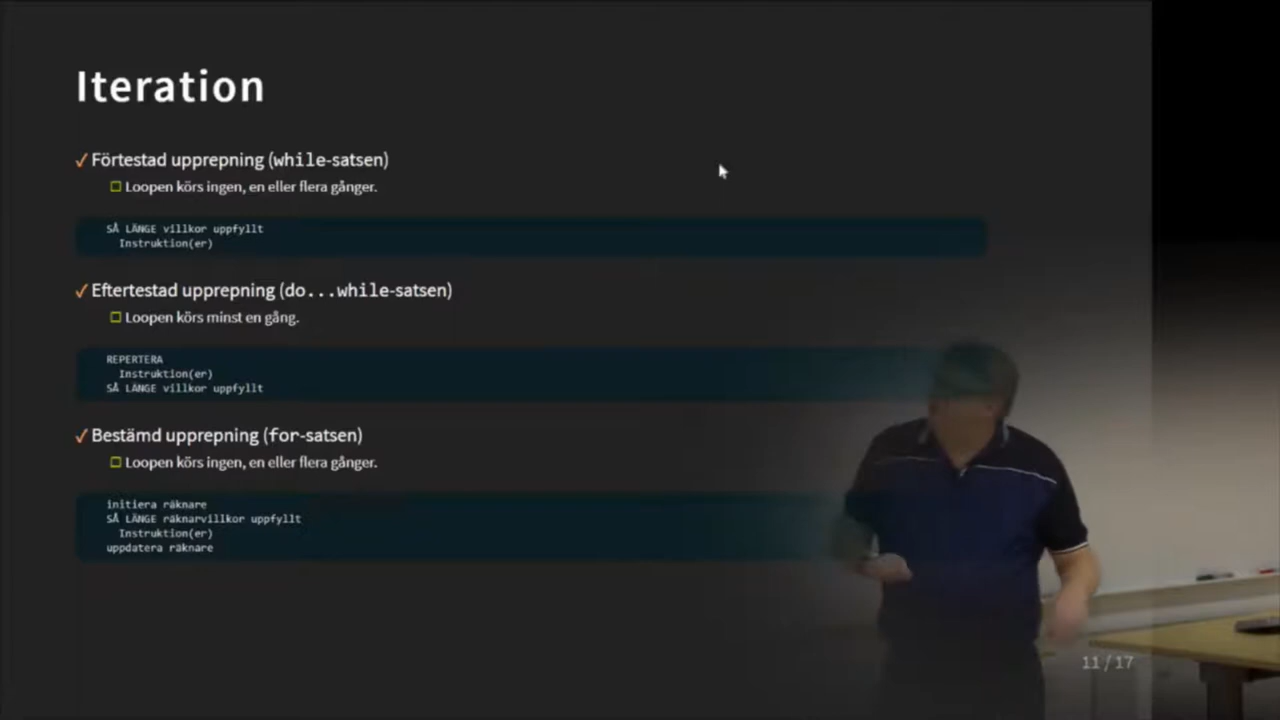 Iteration
✓ Förtestad upprepning (while-satsen)
☐ Loopen körs ingen, en eller flera gånger.
SÅ LÄNGE villkor uppfyllt
Instruktion(er)
✓ Eftertestad upprepning (do...while-satsen)
☐ Loopen körs minst en gång.
REPERTERA
Instruktion(er)
SÅ LÄNGE villkor uppfyllt
✓ Bestämd upprepning (for-satsen)
☐ Loopen körs ingen, en eller flera gånger.
initiera räknare
SÅ LÄNGE räknarvillkor uppfyllt
Instruktion(er)
uppdatera räknare
11 / 17